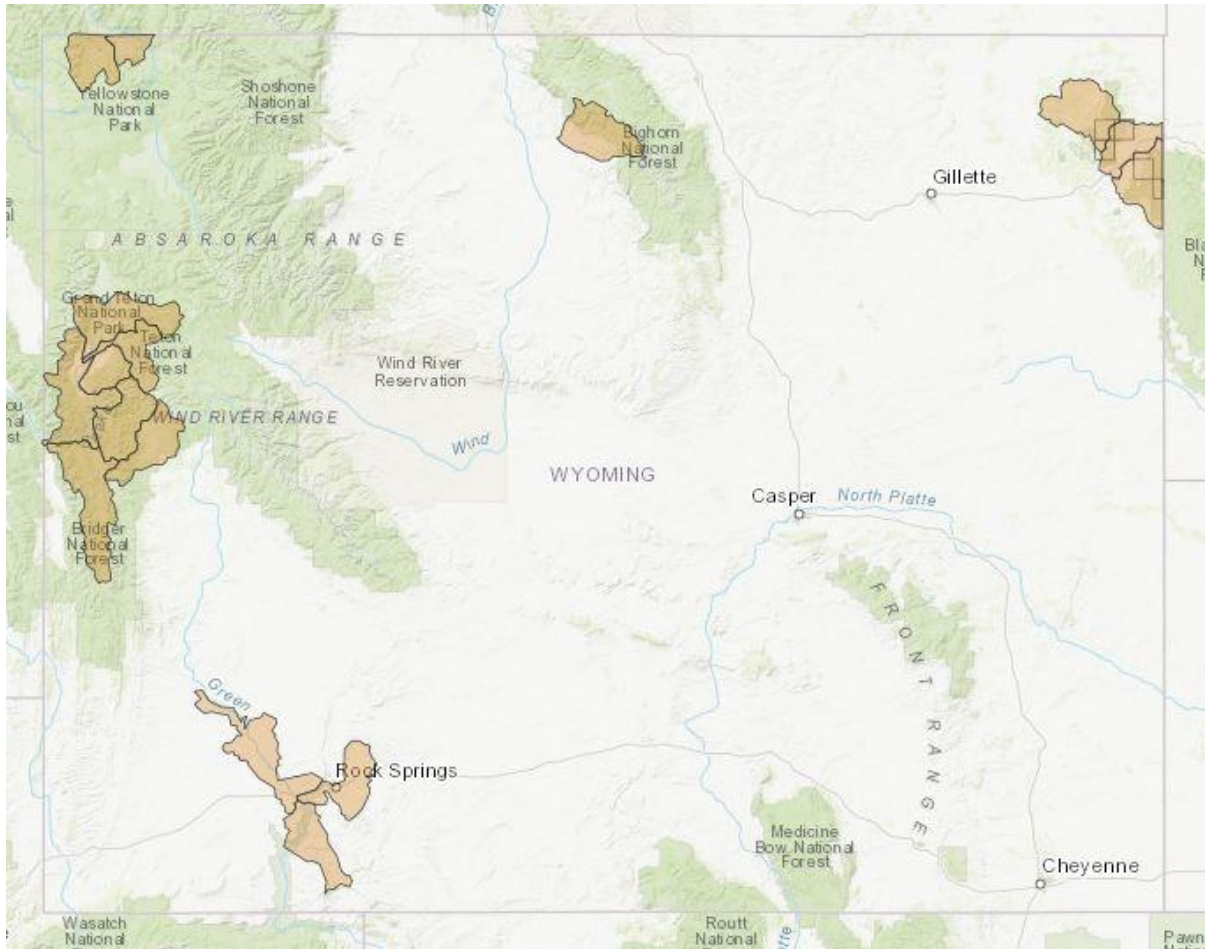 Yellowstone
National
Park
Shoshone
National
Forest
Bighorn
National
Forest
Gillette
ABSAROKA RANGE
Grand Teton
National
Park
Teton
National
Forest
Wind River
Reservation
WIND RIVER RANGE
Wind
WYOMING
Casper
North Platte
Bridger
National
Forest
FRONT RANGE
Green
Rock Springs
Medicine
Bow National
Forest
Cheyenne
Wasatch
National
Routt
National